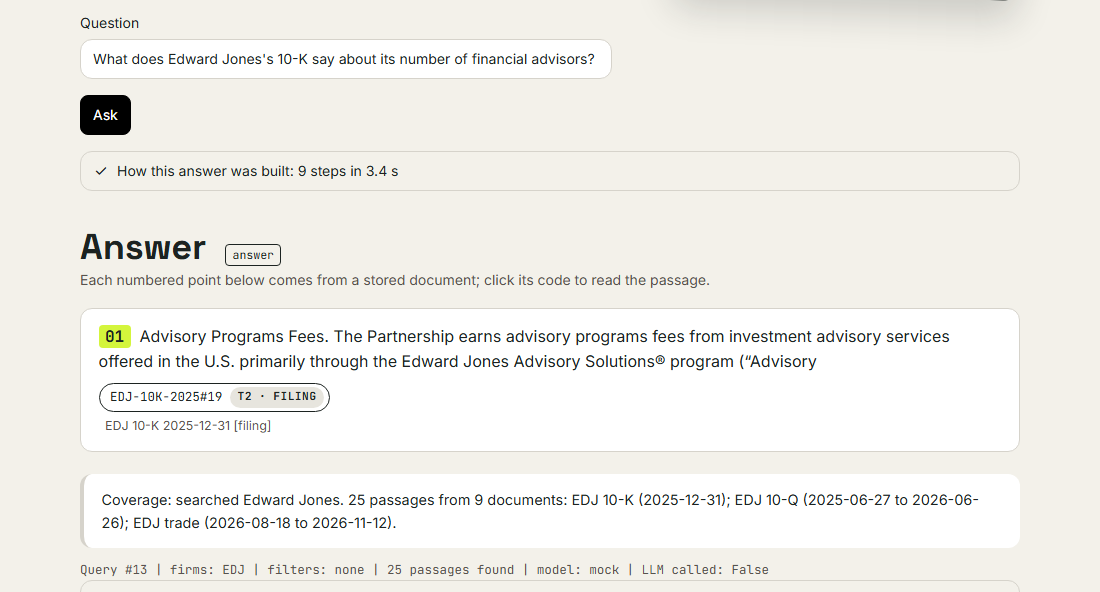 Question
What does Edward Jones's 10-K say about its number of financial advisors?
Ask
✓ How this answer was built: 9 steps in 3.4 s
Answer answer
Each numbered point below comes from a stored document; click its code to read the passage.
01 Advisory Programs Fees. The Partnership earns advisory programs fees from investment advisory services
offered in the U.S. primarily through the Edward Jones Advisory Solutions® program (“Advisory
EDJ-10K-2025#19 T2 · FILING
EDJ 10-K 2025-12-31 [filing]
Coverage: searched Edward Jones. 25 passages from 9 documents: EDJ 10-K (2025-12-31); EDJ 10-Q (2025-06-27 to 2026-06-
26); EDJ trade (2026-08-18 to 2026-11-12).
Query #13 | firms: EDJ | filters: none | 25 passages found | model: mock | LLM called: False